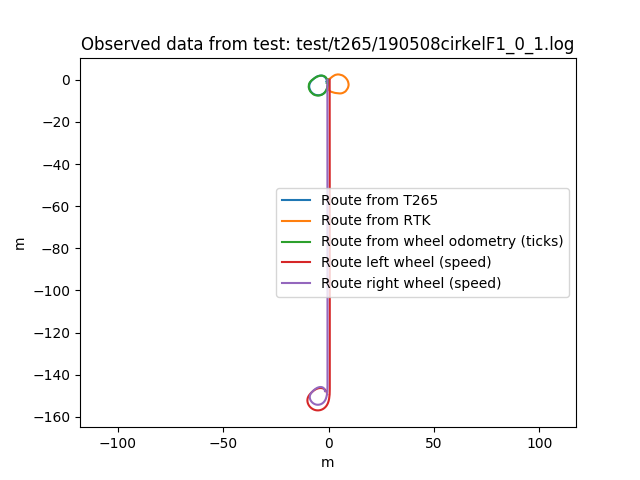 Observed data from test: test/t265/190508cirkelF1_0_1.log
m
0
−20
−40
−60
−80
−100
−120
−140
−160
Route from T265
Route from RTK
Route from wheel odometry (ticks)
Route left wheel (speed)
Route right wheel (speed)
−100
−50
0
50
100
m